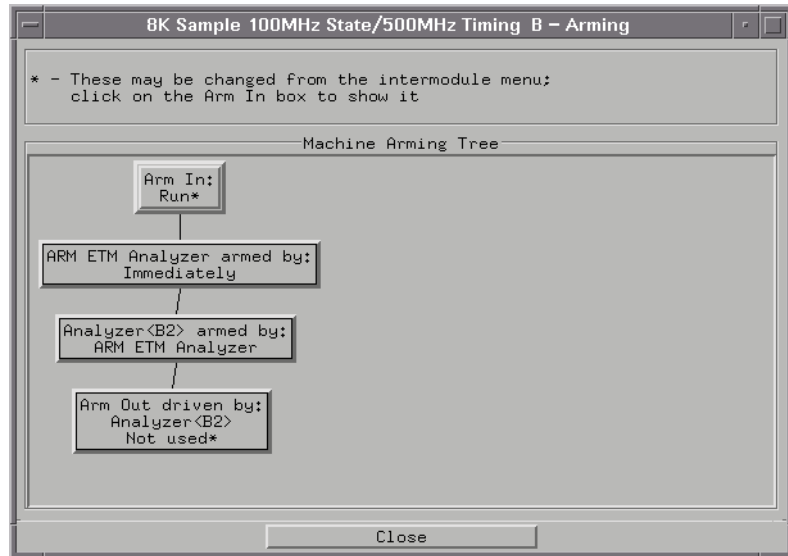 8K Sample 100MHz State/500MHz Timing B – Arming
* - These may be changed from the intermodule menu;
click on the Arm In box to show it
Machine Arming Tree
Arm In:
Run*
ARM ETM Analyzer armed by:
Immediately
Analyzer<B2> armed by:
ARM ETM Analyzer
Arm Out driven by:
Analyzer<B2>
Not used*
Close